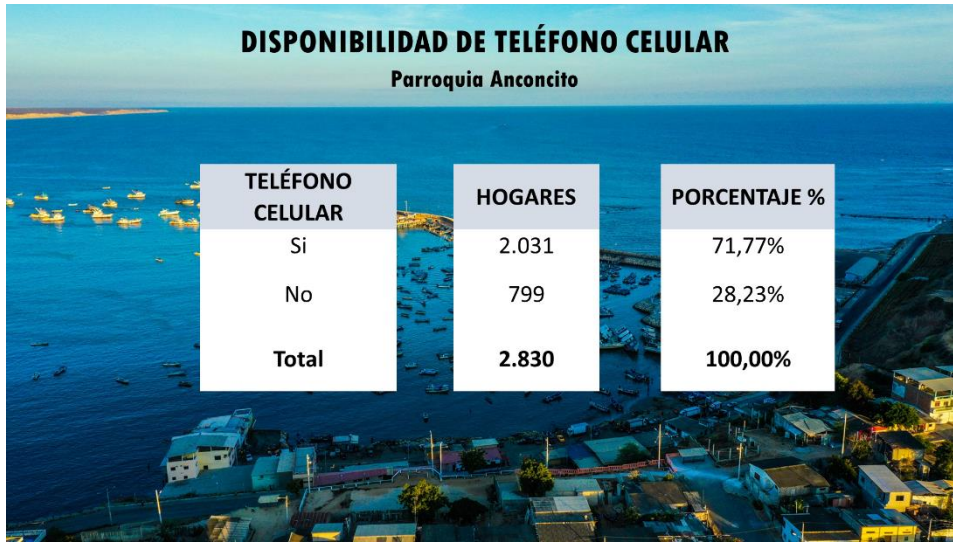 DISPONIBILIDAD DE TELÉFONO CELULAR
Parroquia Anconcito
TELÉFONO CELULAR HOGARES PORCENTAJE %
Si 2.031 71,77%
No 799 28,23%
Total 2.830 100,00%